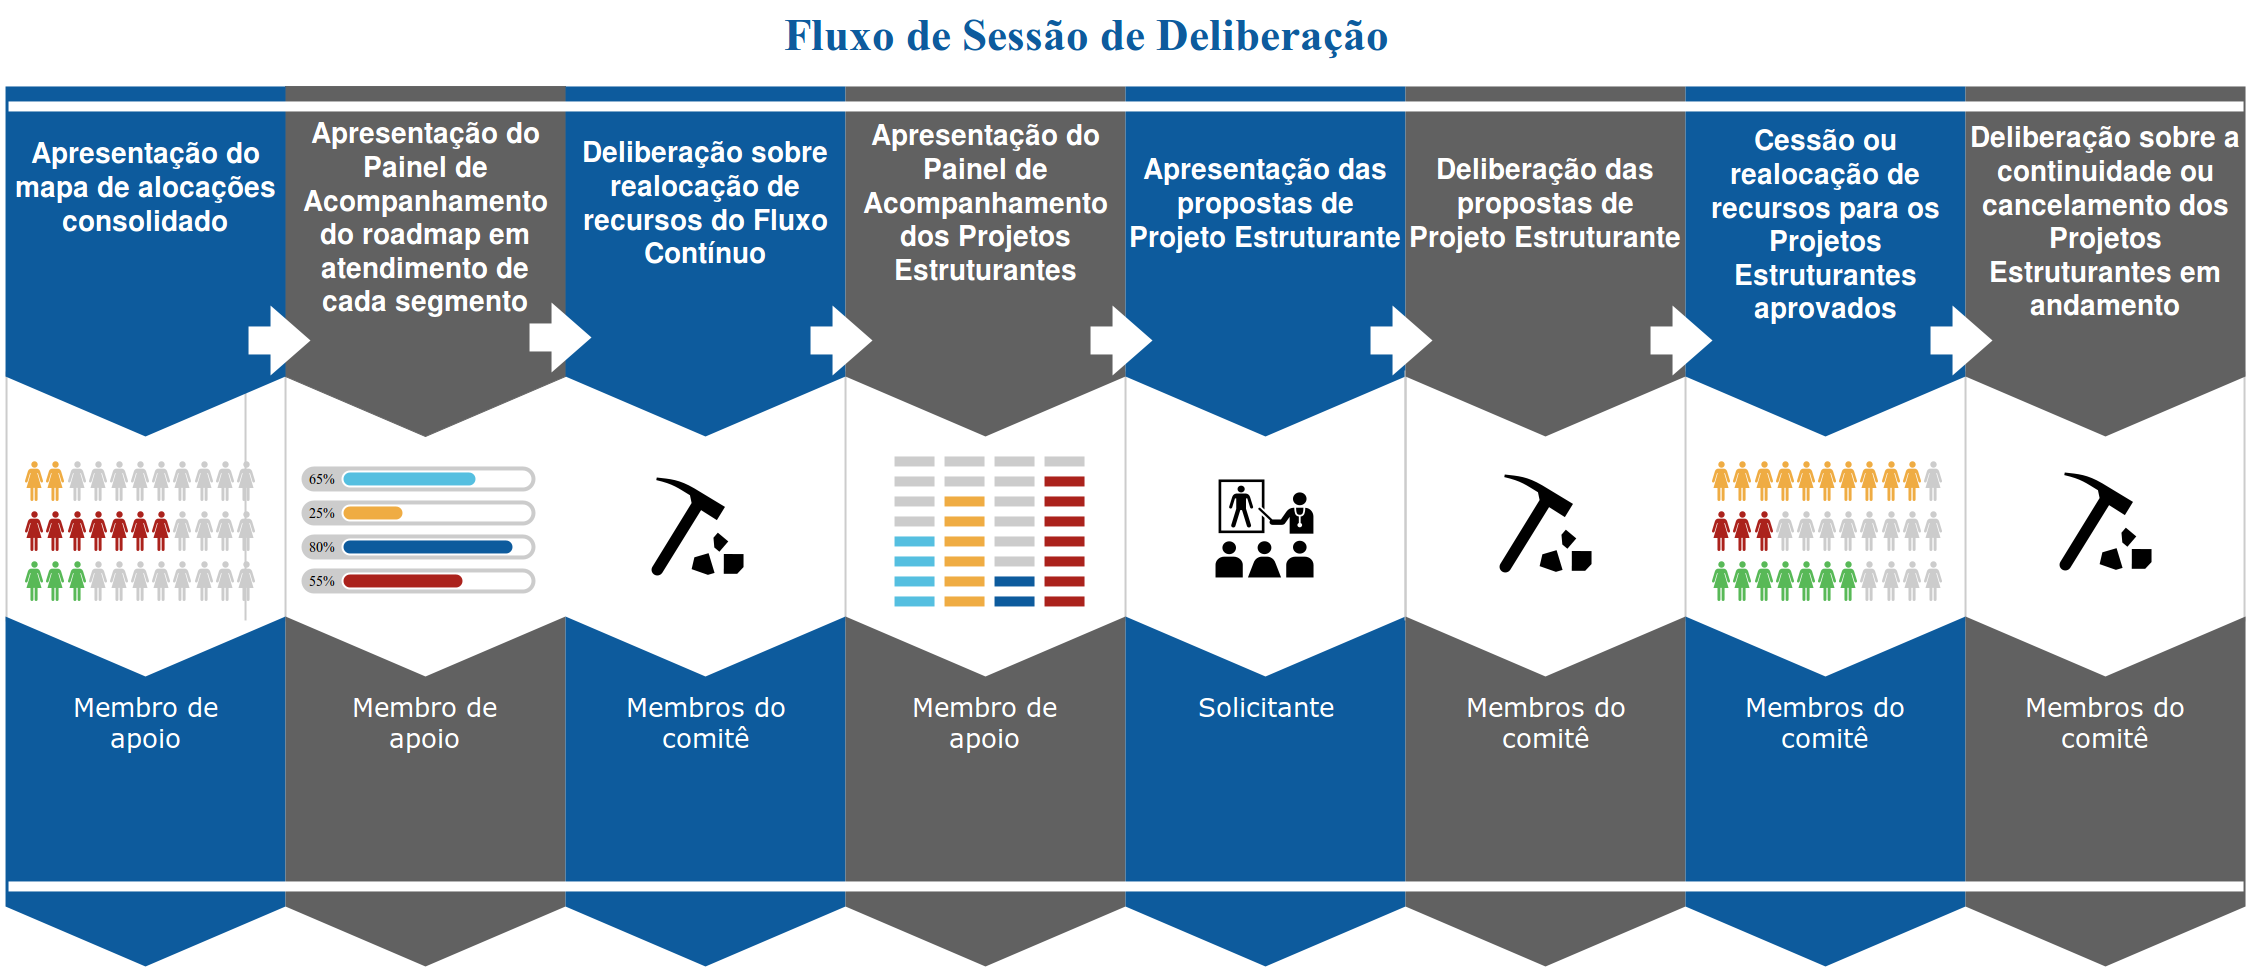 Fluxo de Sessão de Deliberação
Apresentação do
mapa de alocações
consolidado
Apresentação do
Painel de
Acompanhamento
do roadmap em
atendimento de
cada segmento
Deliberação sobre
realocação de
recursos do Fluxo
Contínuo
Apresentação do
Painel de
Acompanhamento
dos Projetos
Estruturantes
Apresentação das
propostas de
Projeto Estruturante
Deliberação das
propostas de
Projeto Estruturante
Cessão ou
realocação de
recursos para os
Projetos
Estruturantes
aprovados
Deliberação sobre a
continuidade ou
cancelamento dos
Projetos
Estruturantes em
andamento
65%
25%
80%
55%
Membro de
apoio
Membro de
apoio
Membros do
comitê
Membro de
apoio
Solicitante
Membros do
comitê
Membros do
comitê
Membros do
comitê